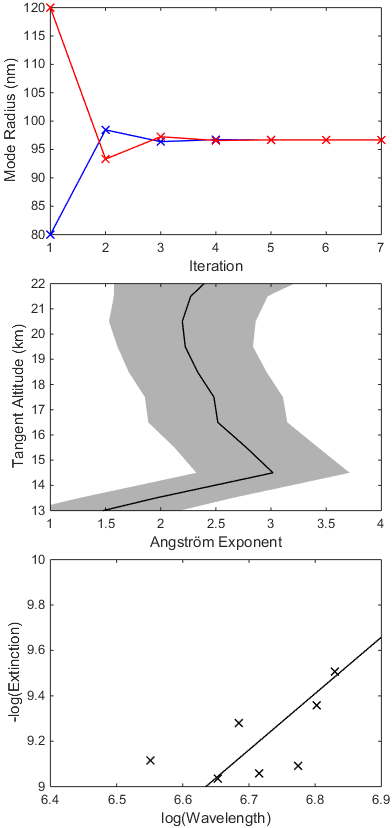 120
115
110
105
100
95
90
85
80
Mode Radius (nm)
1 2 3 4 5 6 7
Iteration
22
21
20
19
18
17
16
15
14
13
Tangent Altitude (km)
1 1.5 2 2.5 3 3.5 4
Angström Exponent
10
9.8
9.6
9.4
9.2
9
-log(Extinction)
6.4 6.5 6.6 6.7 6.8 6.9
log(Wavelength)